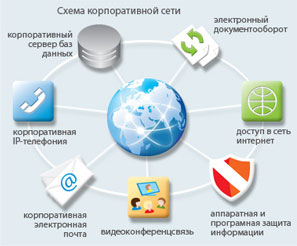 Схема корпоративной сети
электронный
документооборот
корпоративный
сервер баз
данных
корпоративная
IP-телефония
доступ в сеть
интернет
корпоративная
электронная
почта
видеоконференцсвязь
аппаратная и
програмная защита
информации